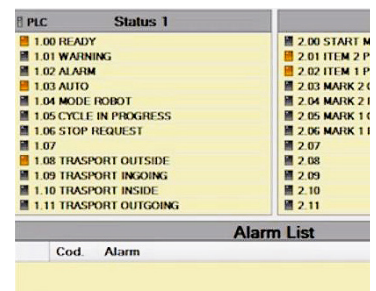 PLC Status 1
1.00 READY
1.01 WARNING
1.02 ALARM
1.03 AUTO
1.04 MODE ROBOT
1.05 CYCLE IN PROGRESS
1.06 STOP REQUEST
1.07
1.08 TRASPORT OUTSIDE
1.09 TRASPORT INGOING
1.10 TRASPORT INSIDE
1.11 TRASPORT OUTGOING
2.00 START M
2.01 ITEM 2 P
2.02 ITEM 1 P
2.03 MARK 2
2.04 MARK 2
2.05 MARK 1
2.06 MARK 1
2.07
2.08
2.09
2.10
2.11
Alarm List
Cod. Alarm